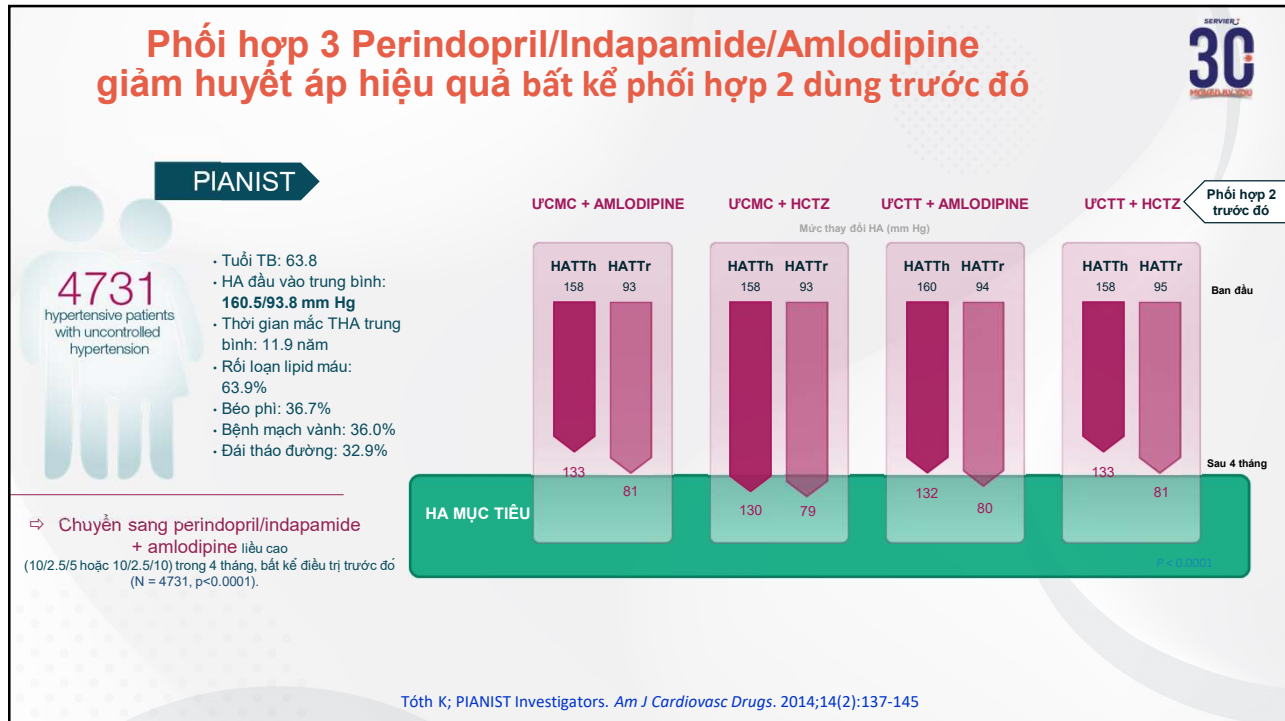 Phối hợp 3 Perindopril/Indapamide/Amlodipine
giảm huyết áp hiệu quả bất kể phối hợp 2 dùng trước đó
SERVIER
30
MOVED BY YOU
PIANIST
4731
hypertensive patients
with uncontrolled
hypertension
• Tuổi TB: 63.8
• HA đầu vào trung bình:
160.5/93.8 mm Hg
• Thời gian mắc THA trung
bình: 11.9 năm
• Rối loạn lipid máu:
63.9%
• Béo phì: 36.7%
• Bệnh mạch vành: 36.0%
• Đái tháo đường: 32.9%
⇨ Chuyển sang perindopril/indapamide
+ amlodipine liều cao
(10/2.5/5 hoặc 10/2.5/10) trong 4 tháng, bất kể điều trị trước đó
(N = 4731, p<0.0001).
ƯCMC + AMLODIPINE ƯCMC + HCTZ ƯCTT + AMLODIPINE ƯCTT + HCTZ
Phối hợp 2
trước đó
Mức thay đổi HA (mm Hg)
HATTh HATTr HATTh HATTr HATTh HATTr HATTh HATTr
158 93 158 93 160 94 158 95
Ban đầu
Sau 4 tháng
133 81 130 79 132 80 133 81
HA MỤC TIÊU
P < 0.0001
Tóth K; PIANIST Investigators. Am J Cardiovasc Drugs. 2014;14(2):137-145